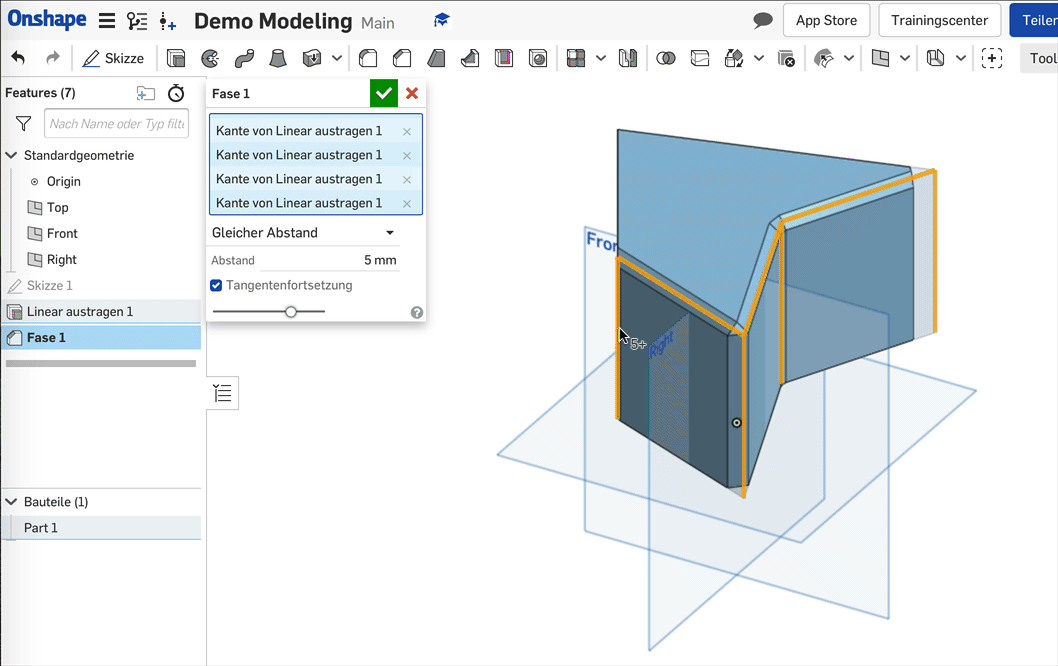 Onshape Demo Modeling Main App Store Trainingscenter Teiler
Skizze Tool
Features (7)
Nach Name oder Typ filte
Standardgeometrie
Origin
Top
Front
Right
Skizze 1
Linear austragen 1
Fase 1
Bauteile (1)
Part 1
Fase 1
Kante von Linear austragen 1
Kante von Linear austragen 1
Kante von Linear austragen 1
Kante von Linear austragen 1
Gleicher Abstand
Abstand 5 mm
Tangentenfortsetzung
Fron
5+
Right